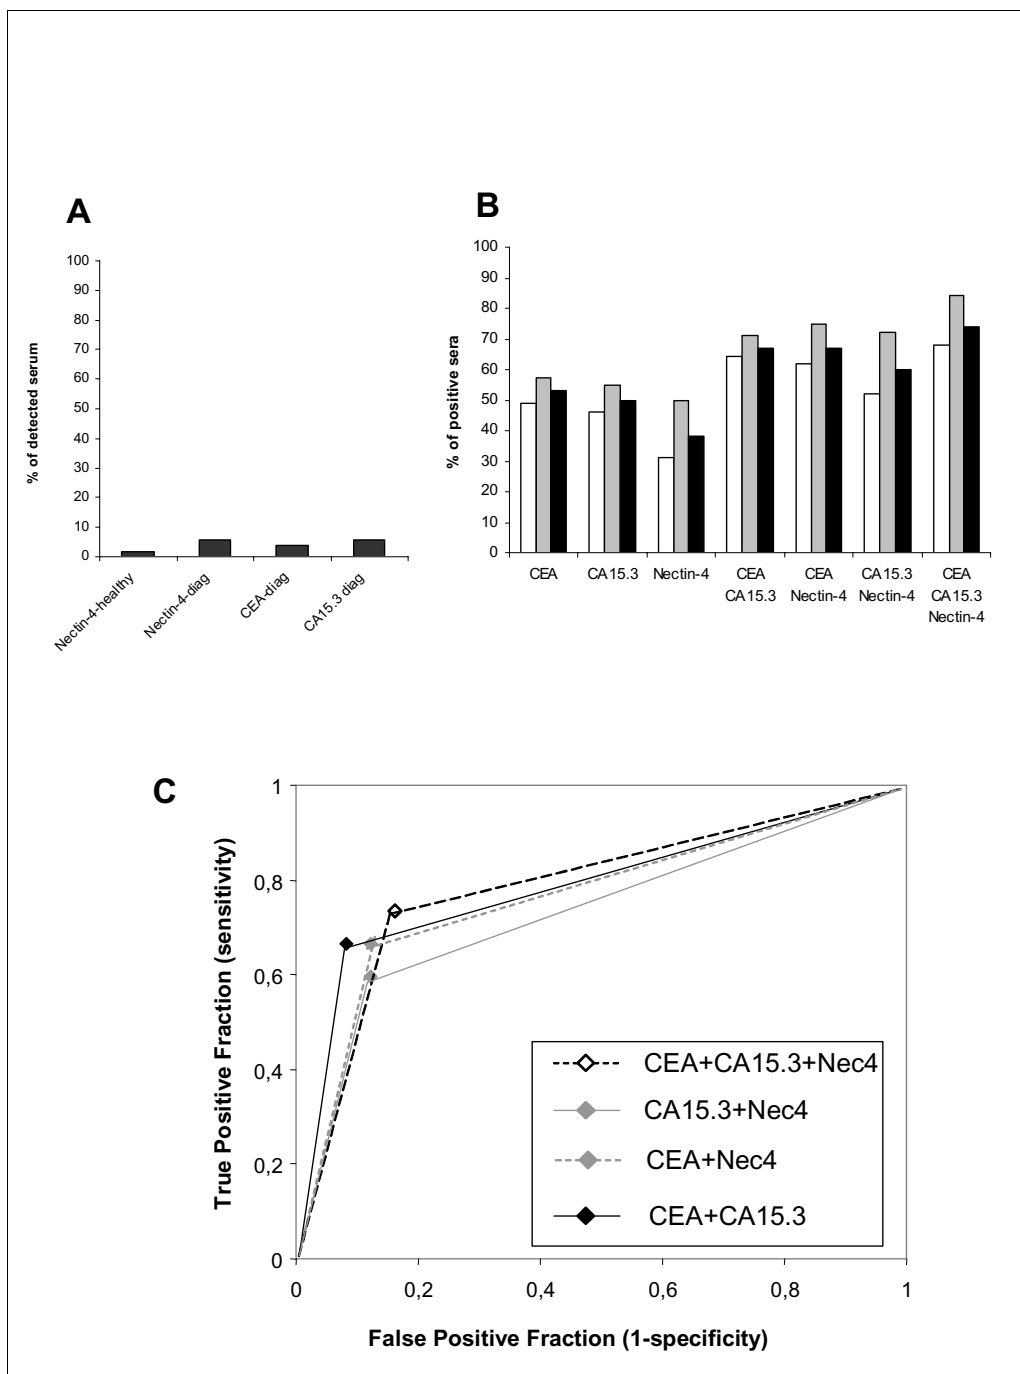 A
% of detected serum
100
90
80
70
60
50
40
30
20
10
0
Nectin-4-healthy
Nectin-4-diag
CEA-diag
CA15.3 diag
B
% of positive sera
100
90
80
70
60
50
40
30
20
10
0
CEA
CA15.3
Nectin-4
CEA
CA15.3
CEA
Nectin-4
CA15.3
Nectin-4
CEA
CA15.3
Nectin-4
C
True Positive Fraction (sensitivity)
1
0,8
0,6
0,4
0,2
0
0
0,2
0,4
0,6
0,8
1
False Positive Fraction (1-specificity)
CEA+CA15.3+Nec4
CA15.3+Nec4
CEA+Nec4
CEA+CA15.3